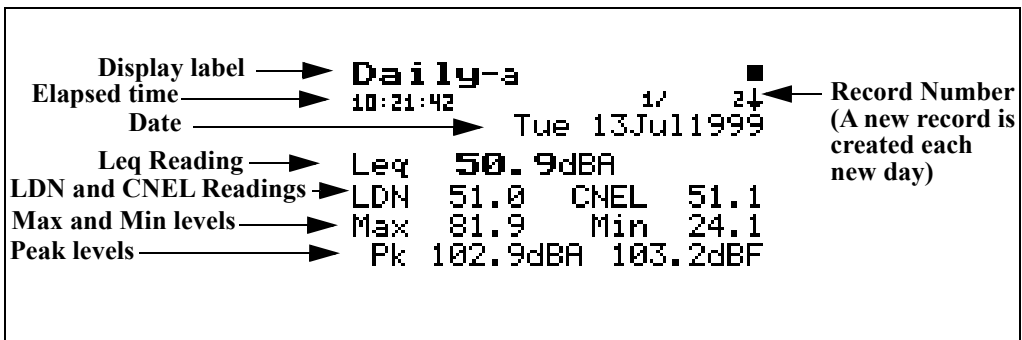 Display label
Daily-a
Elapsed time
10:21:42 1/ 2↓
Record Number
(A new record is
created each
new day)
Date
Tue 13Jul1999
Leq Reading
Leq 50.9dBA
LDN and CNEL Readings
LDN 51.0 CNEL 51.1
Max and Min levels
Max 81.9 Min 24.1
Peak levels
Pk 102.9dBA 103.2dBF